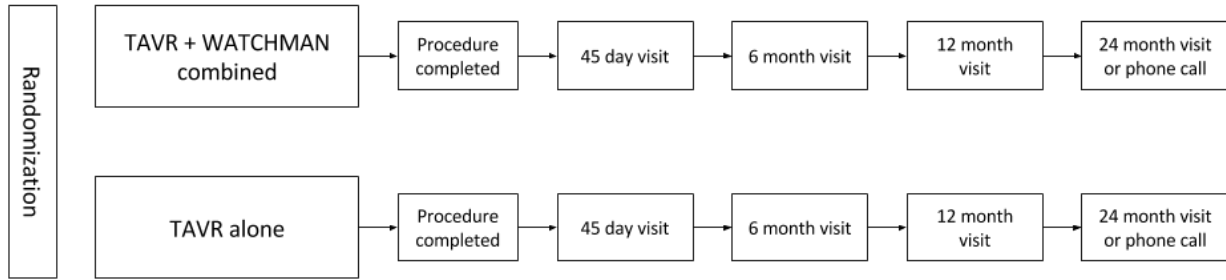 Randomization
TAVR + WATCHMAN
combined
Procedure
completed
45 day visit
6 month visit
12 month
visit
24 month visit
or phone call
TAVR alone
Procedure
completed
45 day visit
6 month visit
12 month
visit
24 month visit
or phone call